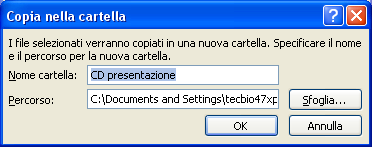 Copia nella cartella
I file selezionati verranno copiati in una nuova cartella. Specificare il nome
e il percorso per la nuova cartella.
Nome cartella: CD presentazione
Percorso: C:\Documents and Settings\tecbio47xp Sfoglia...
OK Annulla